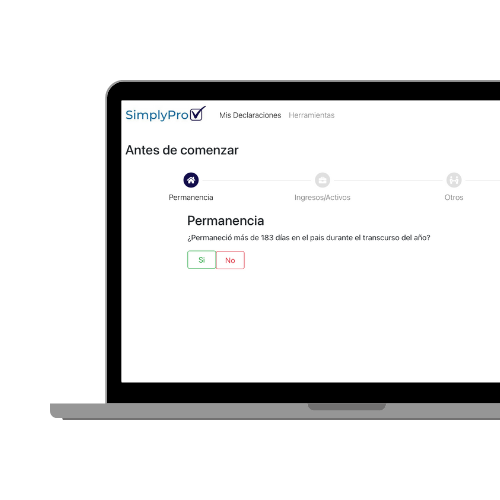 SimplyPro
Mis Declaraciones Herramientas
Antes de comenzar
Permanencia Ingresos/Activos Otros
Permanencia
¿Permaneció más de 183 días en el pais durante el transcurso del año?
Si No